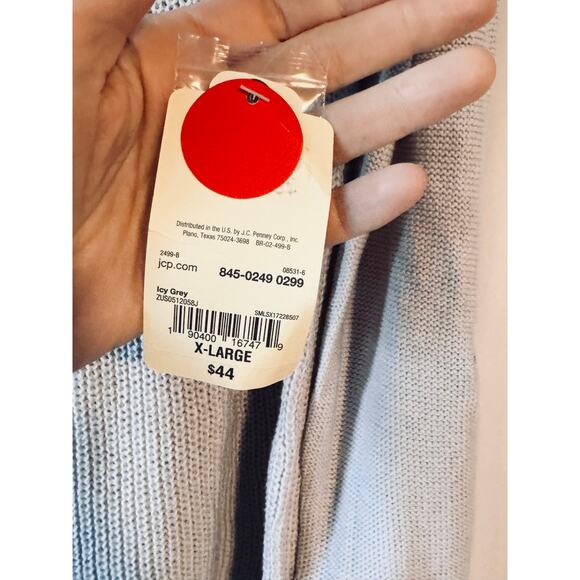 Distributed in the U.S. by J.C. Penney Corp., Inc.
Plano, Texas 75024-3698 BR-02-499-B
2499-B 08531-6
jcp.com 845-0249 0299
Icy Grey
ZUS0512058J SMLSX17228507
1 90400 16747 9
X-LARGE
$44